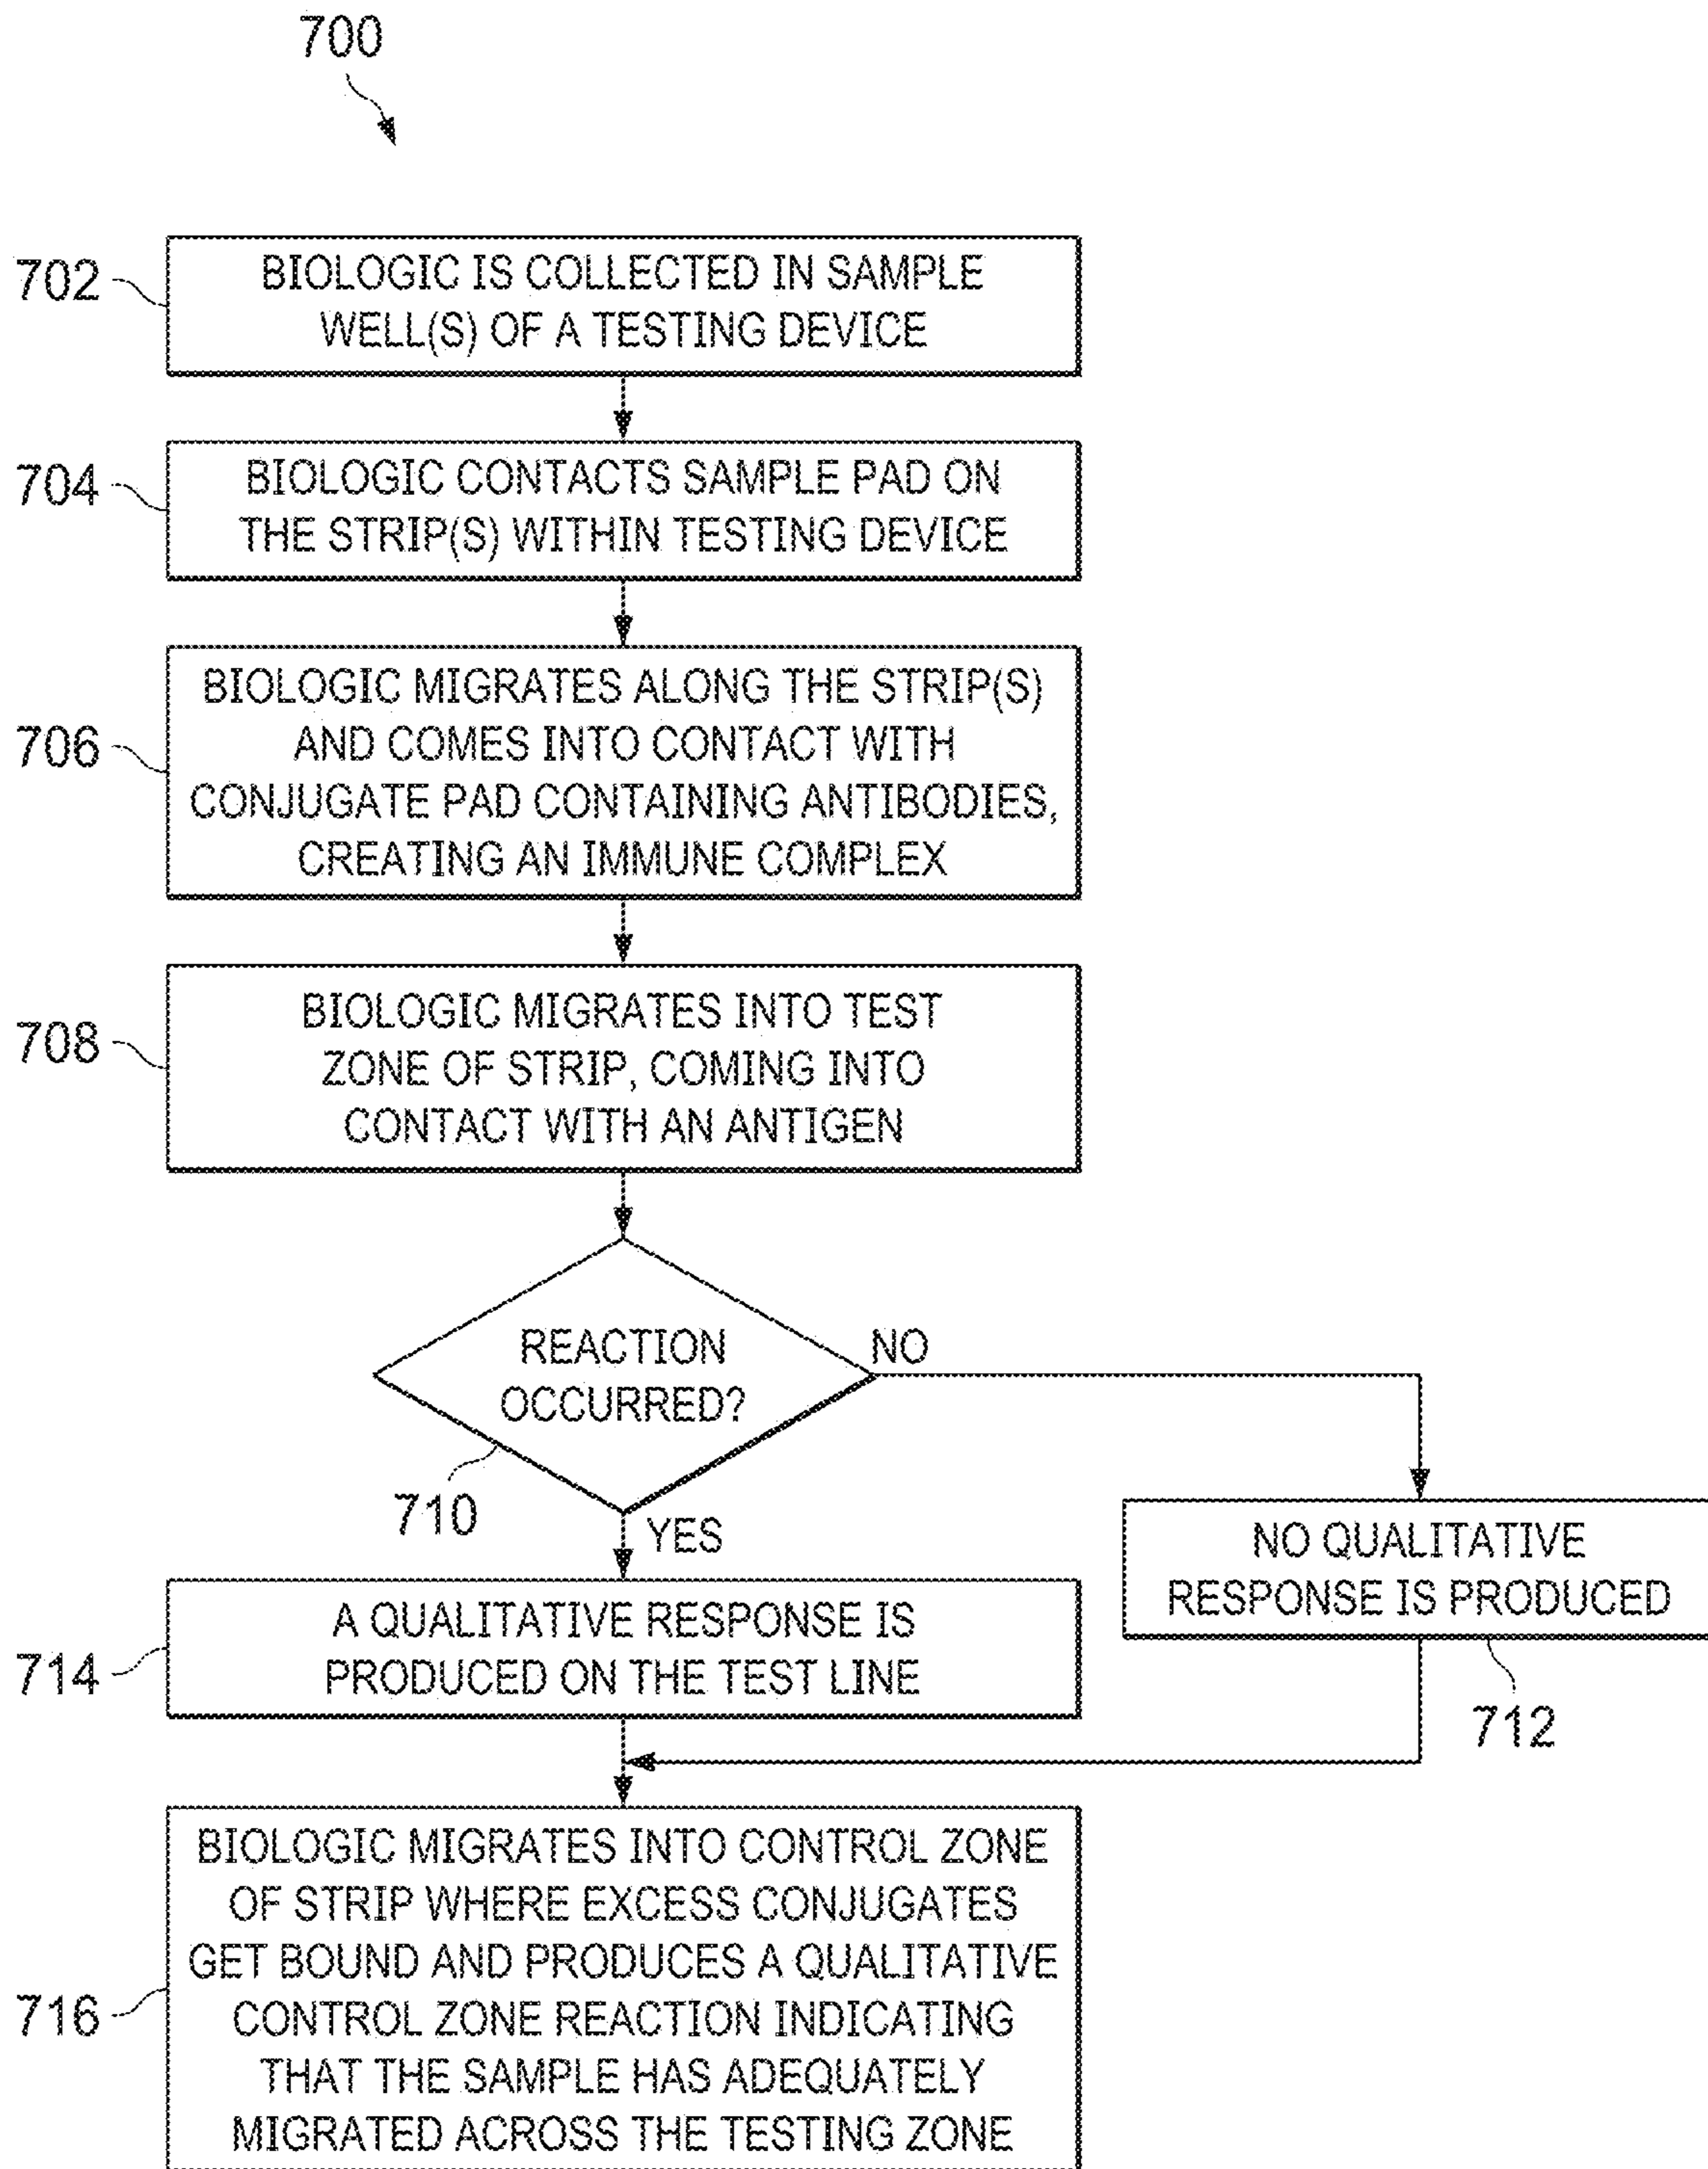 700
702
BIOLOGIC IS COLLECTED IN SAMPLE
WELL(S) OF A TESTING DEVICE
704
BIOLOGIC CONTACTS SAMPLE PAD ON
THE STRIP(S) WITHIN TESTING DEVICE
706
BIOLOGIC MIGRATES ALONG THE STRIP(S)
AND COMES INTO CONTACT WITH
CONJUGATE PAD CONTAINING ANTIBODIES,
CREATING AN IMMUNE COMPLEX
708
BIOLOGIC MIGRATES INTO TEST
ZONE OF STRIP, COMING INTO
CONTACT WITH AN ANTIGEN
REACTION
OCCURRED?
NO
710
YES
NO QUALITATIVE
RESPONSE IS PRODUCED
712
714
A QUALITATIVE RESPONSE IS
PRODUCED ON THE TEST LINE
716
BIOLOGIC MIGRATES INTO CONTROL ZONE
OF STRIP WHERE EXCESS CONJUGATES
GET BOUND AND PRODUCES A QUALITATIVE
CONTROL ZONE REACTION INDICATING
THAT THE SAMPLE HAS ADEQUATELY
MIGRATED ACROSS THE TESTING ZONE